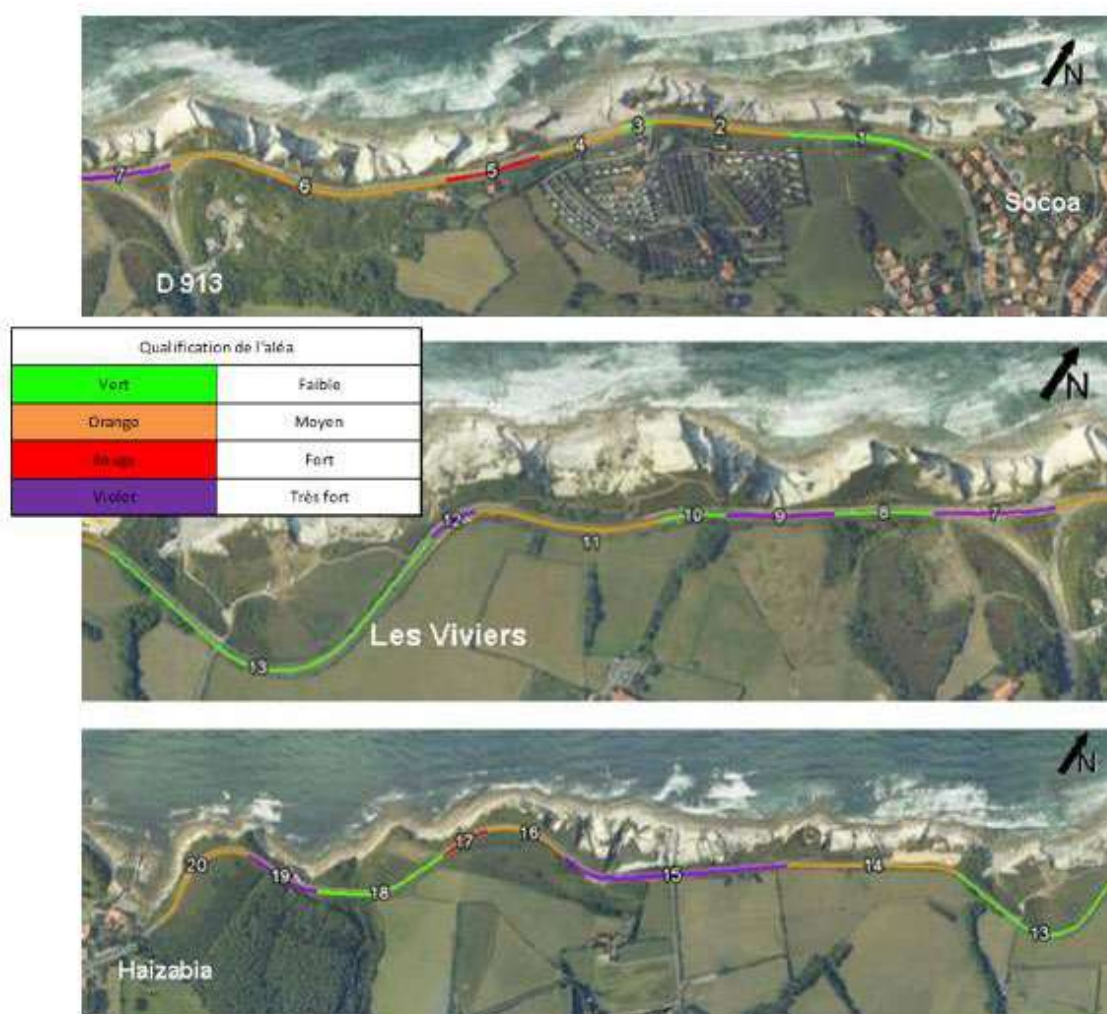 N
3
2
4
1
5
7
6
Socoa
D 913
Qualification de l'aléa
Vert Faible
Orange Moyen
Rouge Fort
Violet Très fort
N
12
10
9
8
7
11
Les Viviers
13
N
17
16
20
14
19
15
18
13
Haizabia